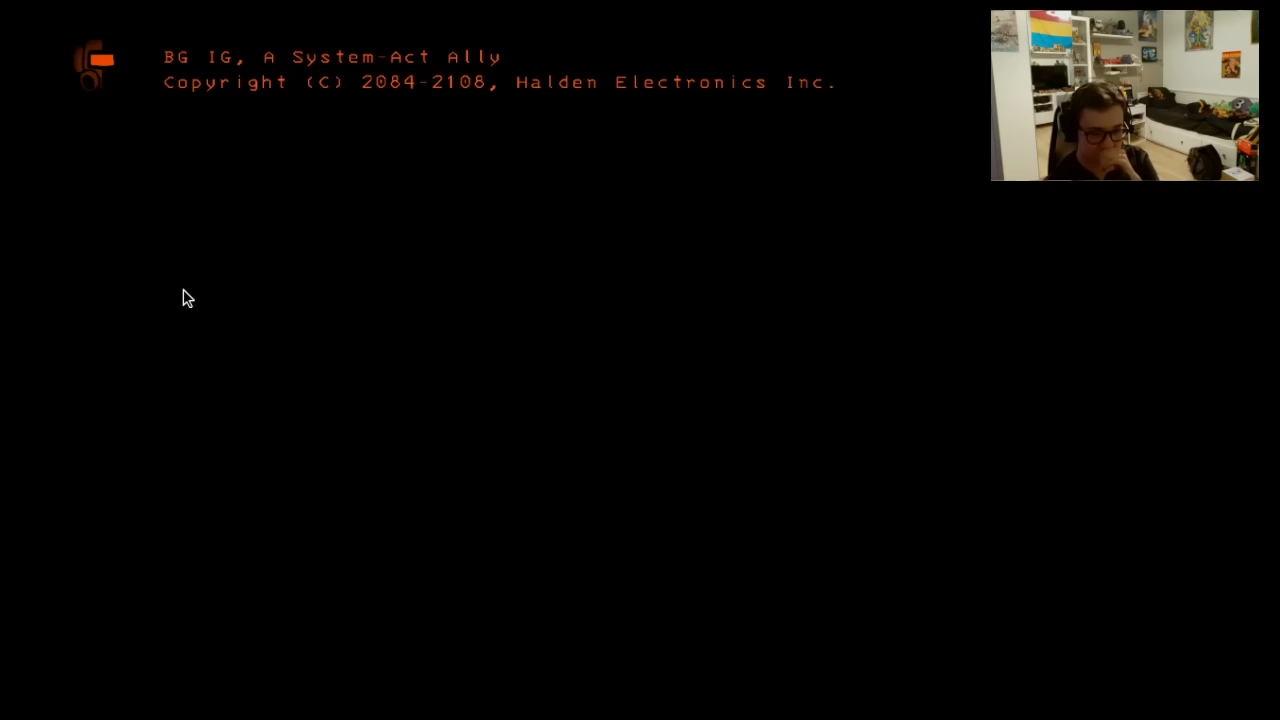 BG IG, A System-Act Ally
Copyright (C) 2084-2108, Halden Electronics Inc.